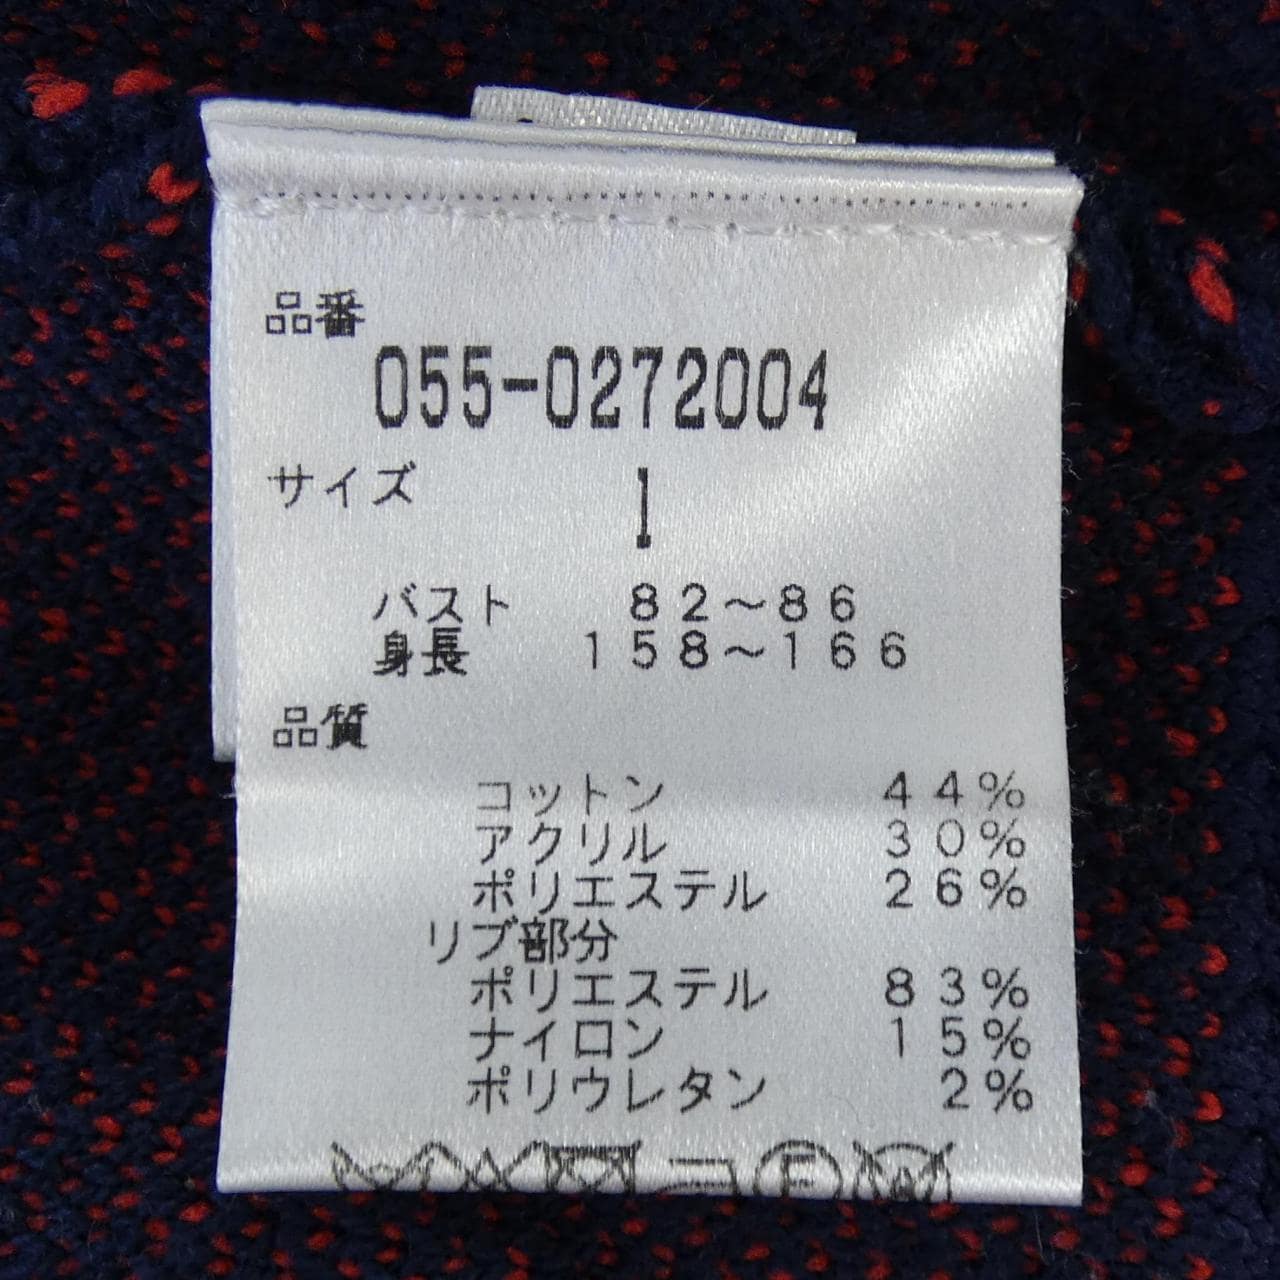 品番
055-0272004
サイズ
1
バスト 82～86
身長 158～166
品質
コットン 44%
アクリル 30%
ポリエステル 26%
リブ部分
ポリエステル 83%
ナイロン 15%
ポリウレタン 2%